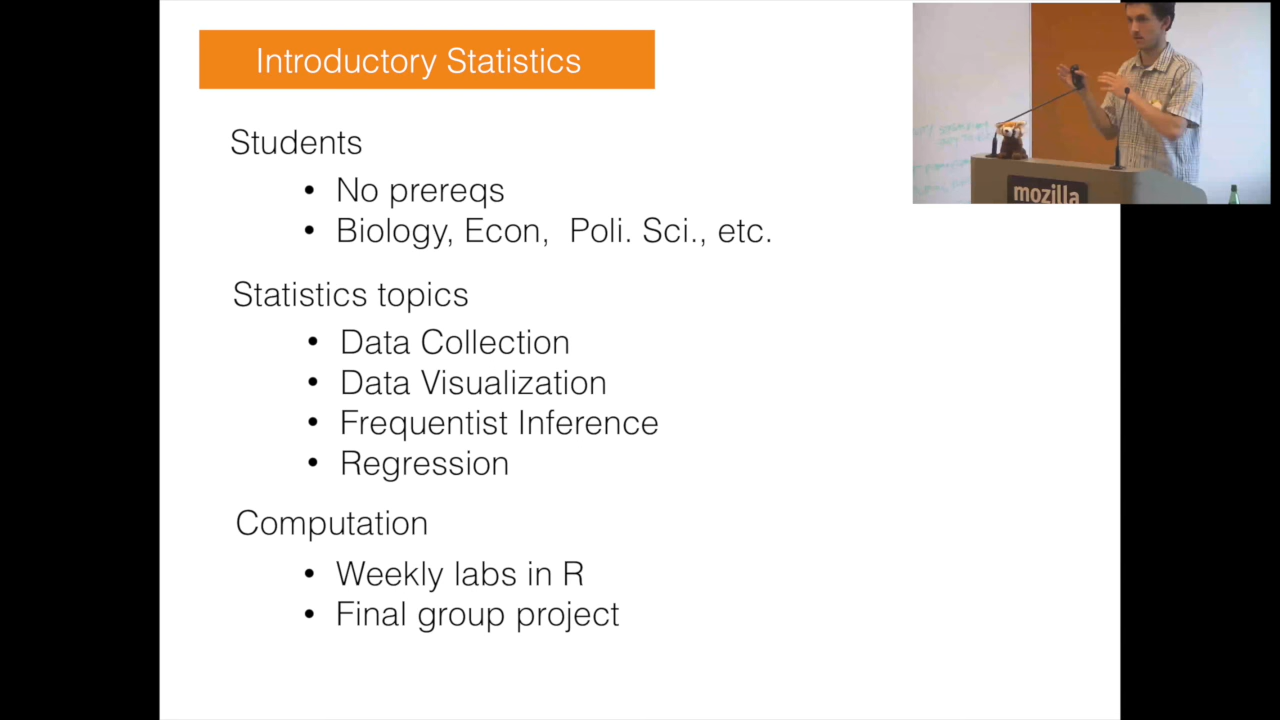 Introductory Statistics
Students
• No prereqs
• Biology, Econ, Poli. Sci., etc.
Statistics topics
• Data Collection
• Data Visualization
• Frequentist Inference
• Regression
Computation
• Weekly labs in R
• Final group project
mozilla